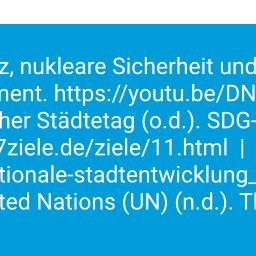 z, nukleare Sicherheit und
ment. https://youtu.be/DN
her Städtetag (o.d.). SDG-
7ziele.de/ziele/11.html |
tionale-stadtentwicklung_
ted Nations (UN) (n.d.). Th